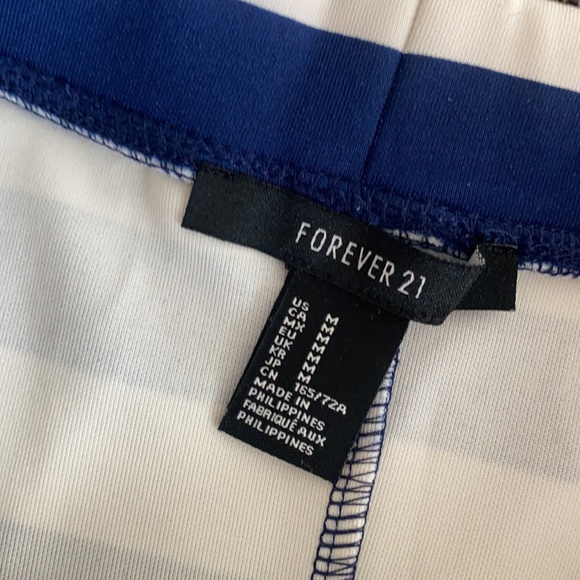 FOREVER 21
US M
CA M
MX M
EU M
UK M
KR M
JP M
CN 165/72A
MADE IN
PHILIPPINES
FABRIQUÉ AUX
PHILIPPINES